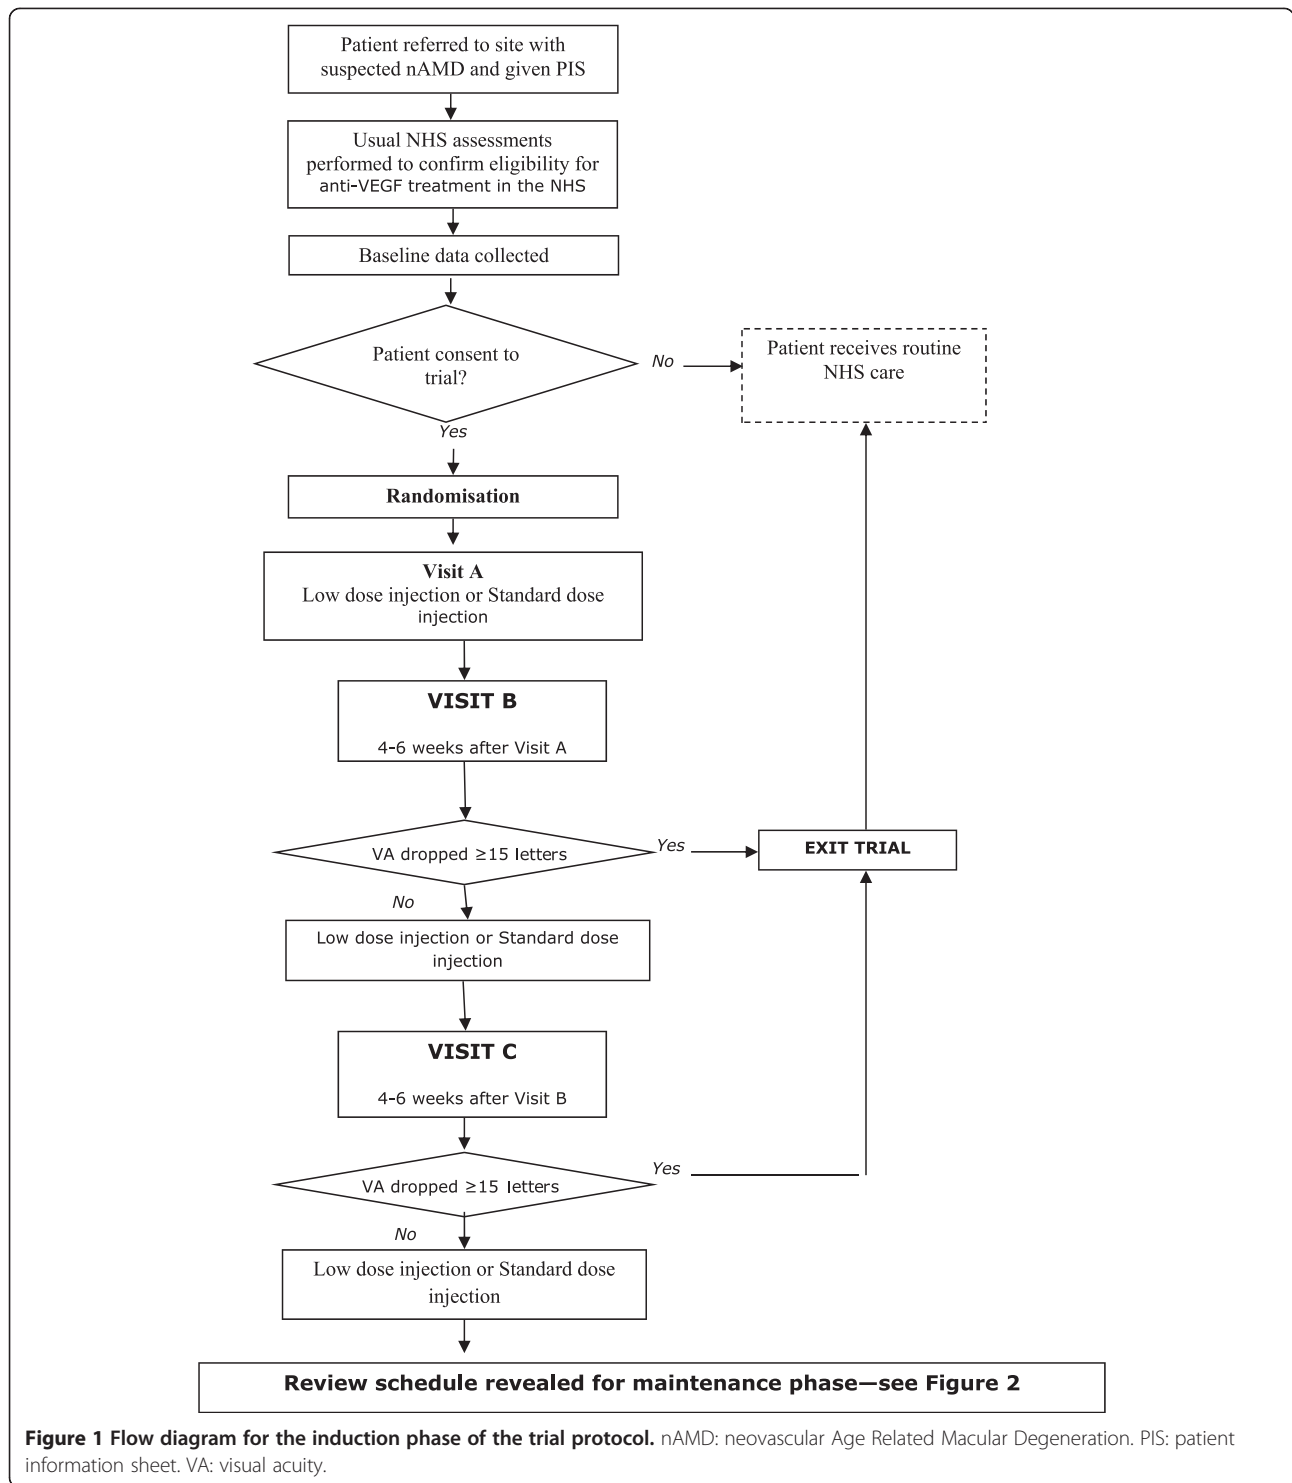 Patient referred to site with
suspected nAMD and given PIS
Usual NHS assessments
performed to confirm eligibility for
anti-VEGF treatment in the NHS
Baseline data collected
Patient consent to
trial?
No
Patient receives routine
NHS care
Yes
Randomisation
Visit A
Low dose injection or Standard dose
injection
VISIT B
4-6 weeks after Visit A
VA dropped ≥15 letters
Yes
EXIT TRIAL
No
Low dose injection or Standard dose
injection
VISIT C
4-6 weeks after Visit B
VA dropped ≥15 letters
Yes
No
Low dose injection or Standard dose
injection
Review schedule revealed for maintenance phase—see Figure 2
Figure 1 Flow diagram for the induction phase of the trial protocol. nAMD: neovascular Age Related Macular Degeneration. PIS: patient
information sheet. VA: visual acuity.